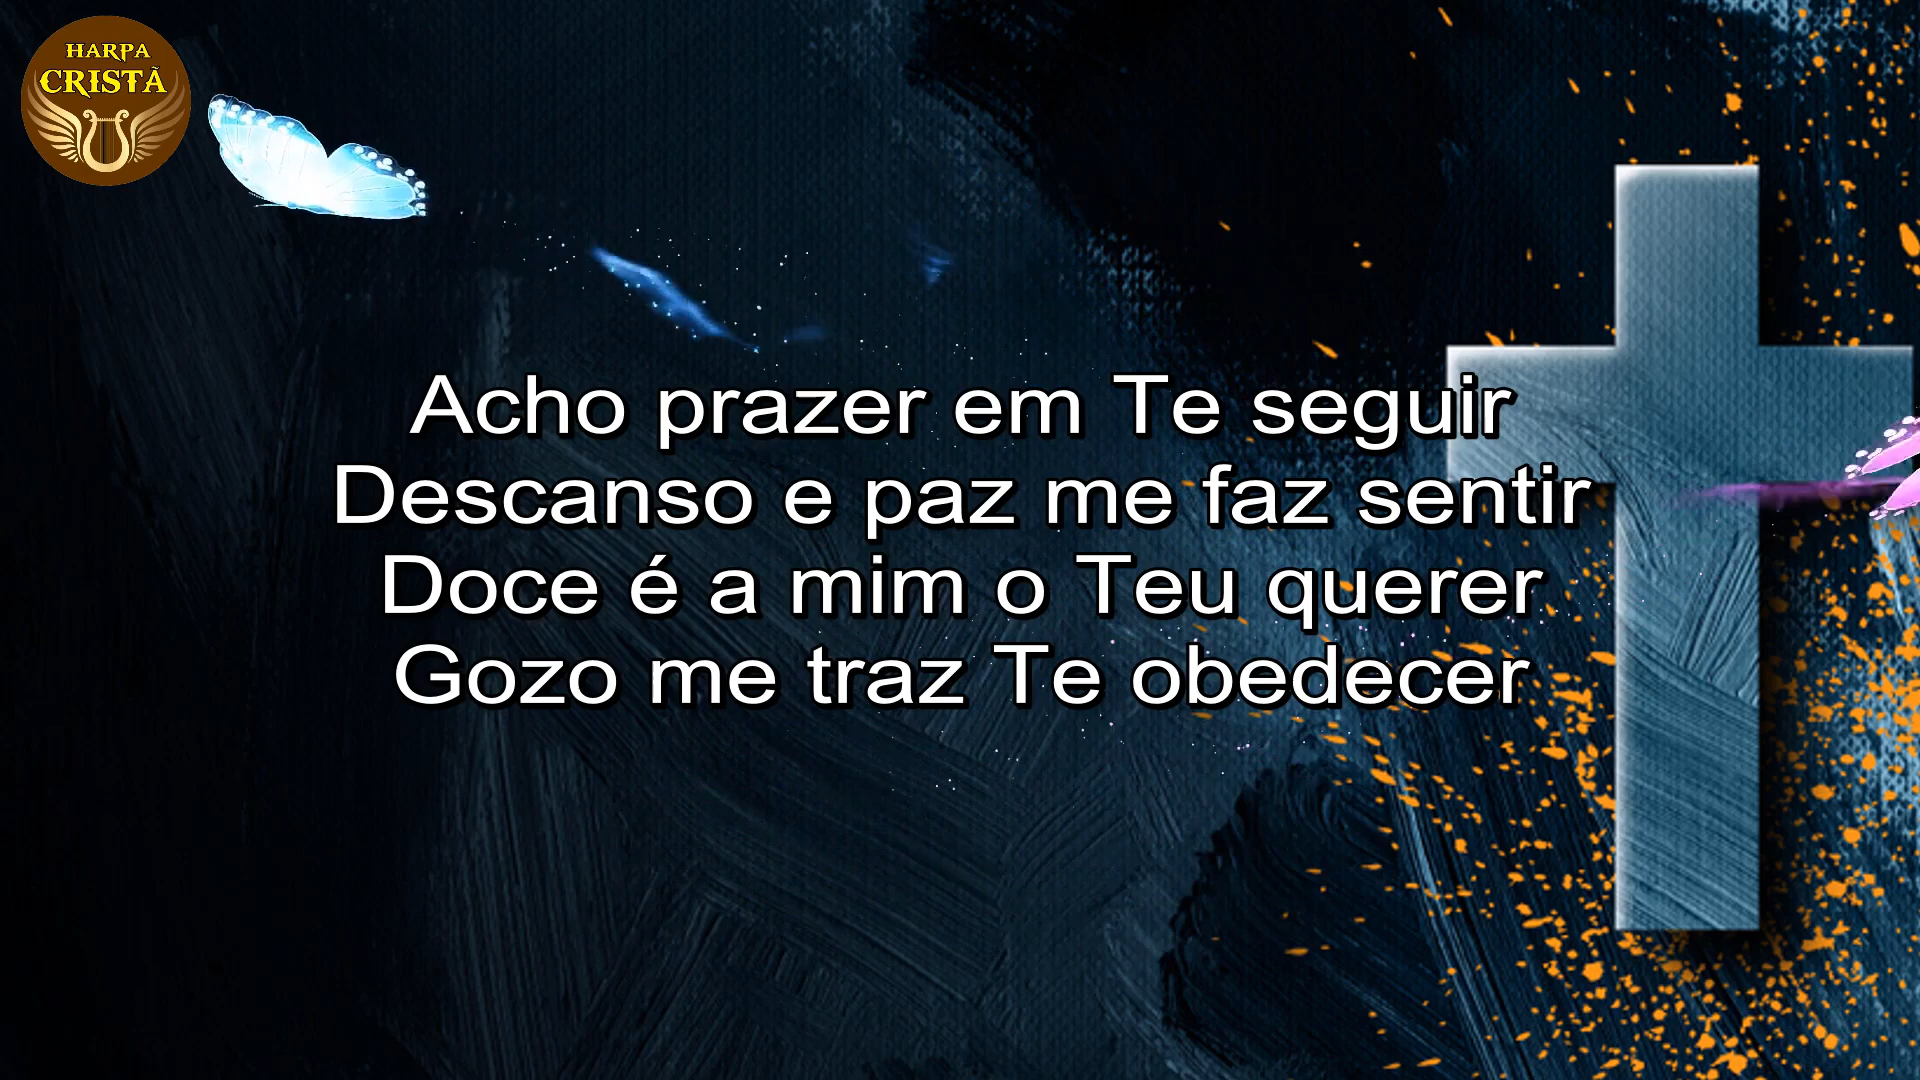 HARPA
CRISTÃ
Acho prazer em Te seguir
Descanso e paz me faz sentir
Doce é a mim o Teu querer
Gozo me traz Te obedecer